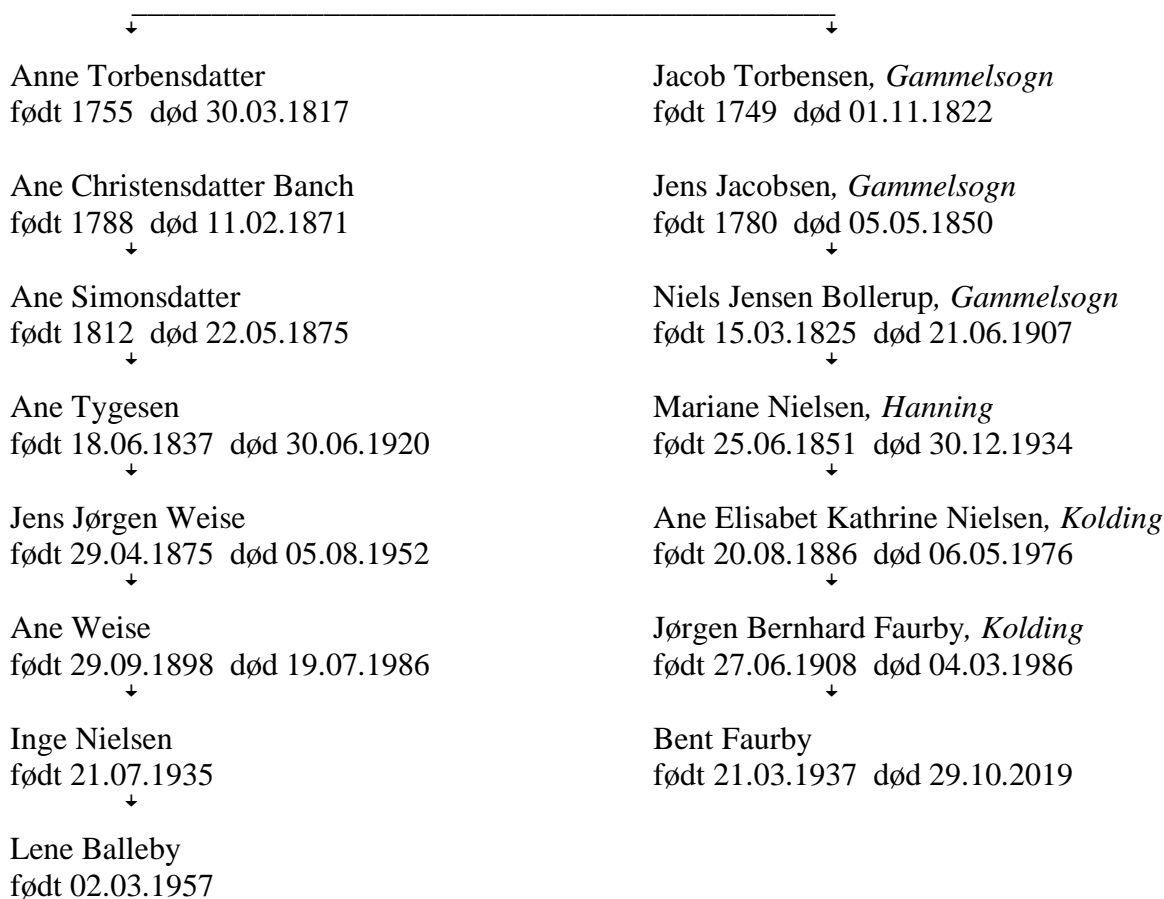 Anne Torbensdatter
født 1755 død 30.03.1817
Ane Christensdatter Banch
født 1788 død 11.02.1871
Ane Simonsdatter
født 1812 død 22.05.1875
Ane Tygesen
født 18.06.1837 død 30.06.1920
Jens Jørgen Weise
født 29.04.1875 død 05.08.1952
Ane Weise
født 29.09.1898 død 19.07.1986
Inge Nielsen
født 21.07.1935
Lene Balleby
født 02.03.1957
Jacob Torbensen, Gammelsogn
født 1749 død 01.11.1822
Jens Jacobsen, Gammelsogn
født 1780 død 05.05.1850
Niels Jensen Bollerup, Gammelsogn
født 15.03.1825 død 21.06.1907
Mariane Nielsen, Hanning
født 25.06.1851 død 30.12.1934
Ane Elisabet Kathrine Nielsen, Kolding
født 20.08.1886 død 06.05.1976
Jørgen Bernhard Faurby, Kolding
født 27.06.1908 død 04.03.1986
Bent Faurby
født 21.03.1937 død 29.10.2019